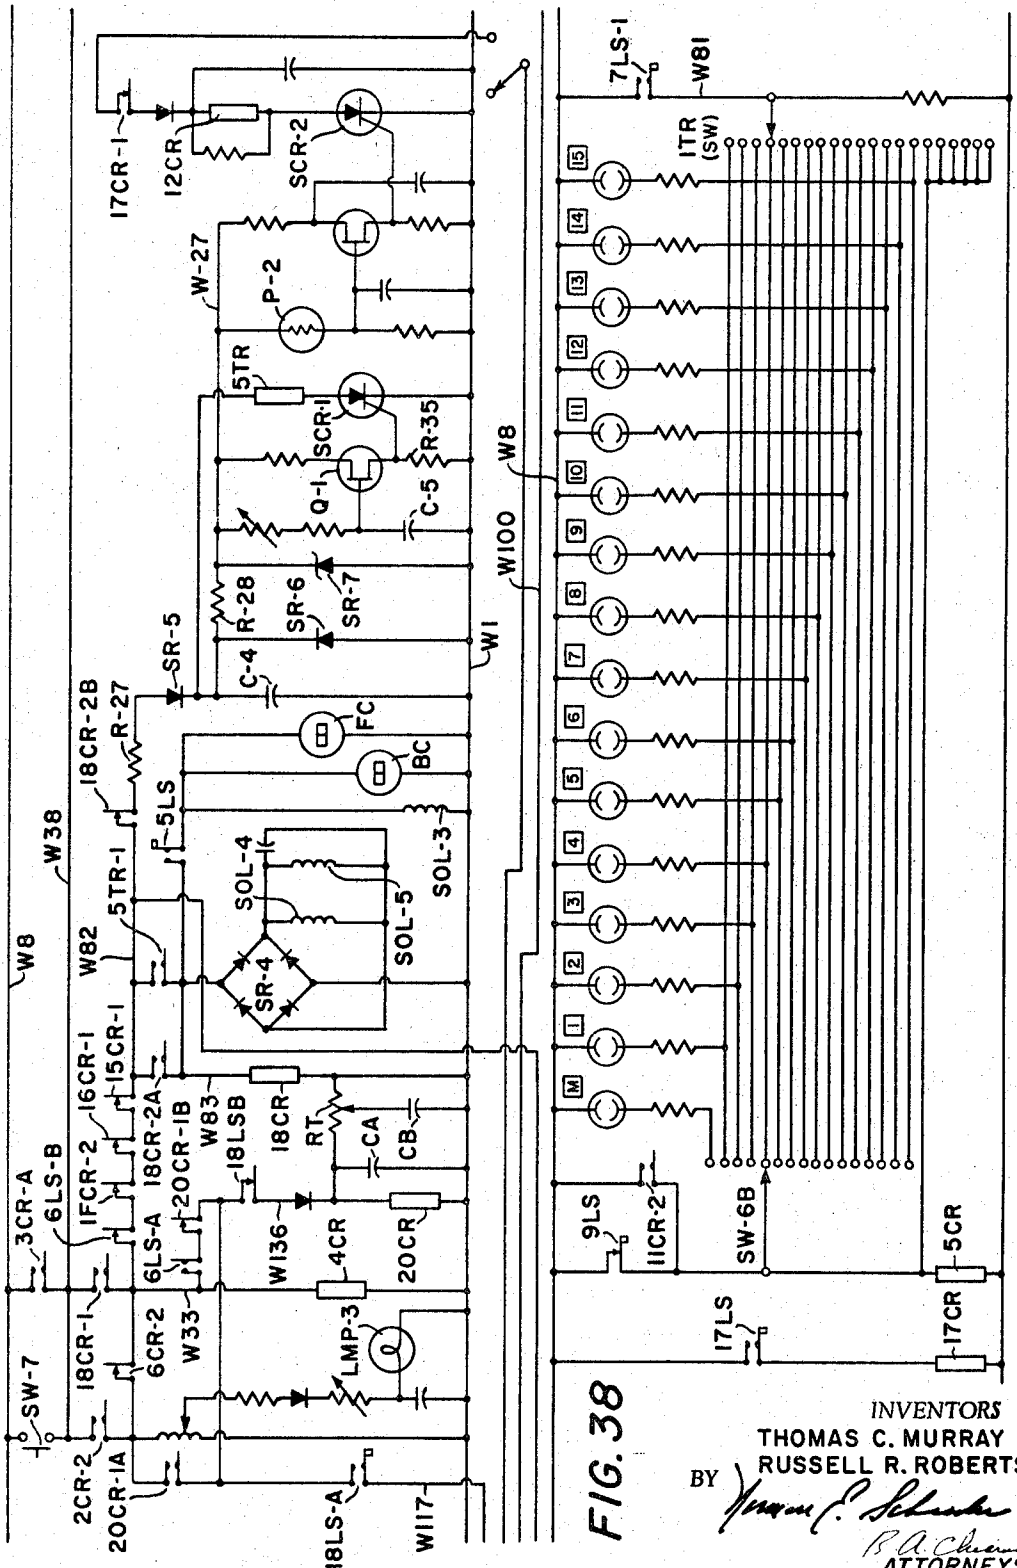 W8
W38
SW-7
3CR-A
6LS-B
1FCR-2
16CR-1
15CR-1
W82
5TR-1
18CR-2B
R-27
SR-5
17CR-1
12CR
SCR-2
W-27
P-2
5TR
SCR-1
Q-1
R-35
C-5
R-28
SR-6
SR-7
C-4
5LS
FC
BC
SOL-3
SOL-4
SOL-5
SR-4
18CR-2A
20CR-1B
W83
18LSB
18CR
RT
CA
CB
6LS-A
W136
4CR
20CR
W33
18CR-1
6CR-2
LMP-3
2CR-2
20CR-1A
18LS-A
W117
W1
W100
W8
7LS-1
W81
1TR
(SW)
M 1 2 3 4 5 6 7 8 9 10 11 12 13 14 15
9LS
11CR-2
SW-6B
5CR
17LS
17CR
FIG. 38
INVENTORS
THOMAS C. MURRAY
RUSSELL R. ROBERTS
BY
ATTORNEYS